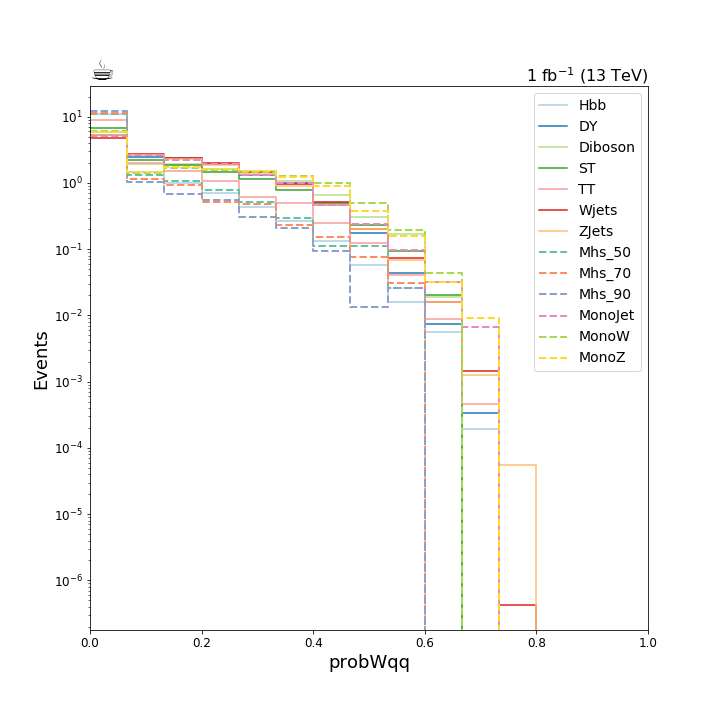 ☕
1 fb⁻¹ (13 TeV)
Hbb
DY
Diboson
ST
TT
Wjets
ZJets
Mhs_50
Mhs_70
Mhs_90
MonoJet
MonoW
MonoZ
Events
10¹
10⁰
10⁻¹
10⁻²
10⁻³
10⁻⁴
10⁻⁵
10⁻⁶
0.0 0.2 0.4 0.6 0.8 1.0
probWqq